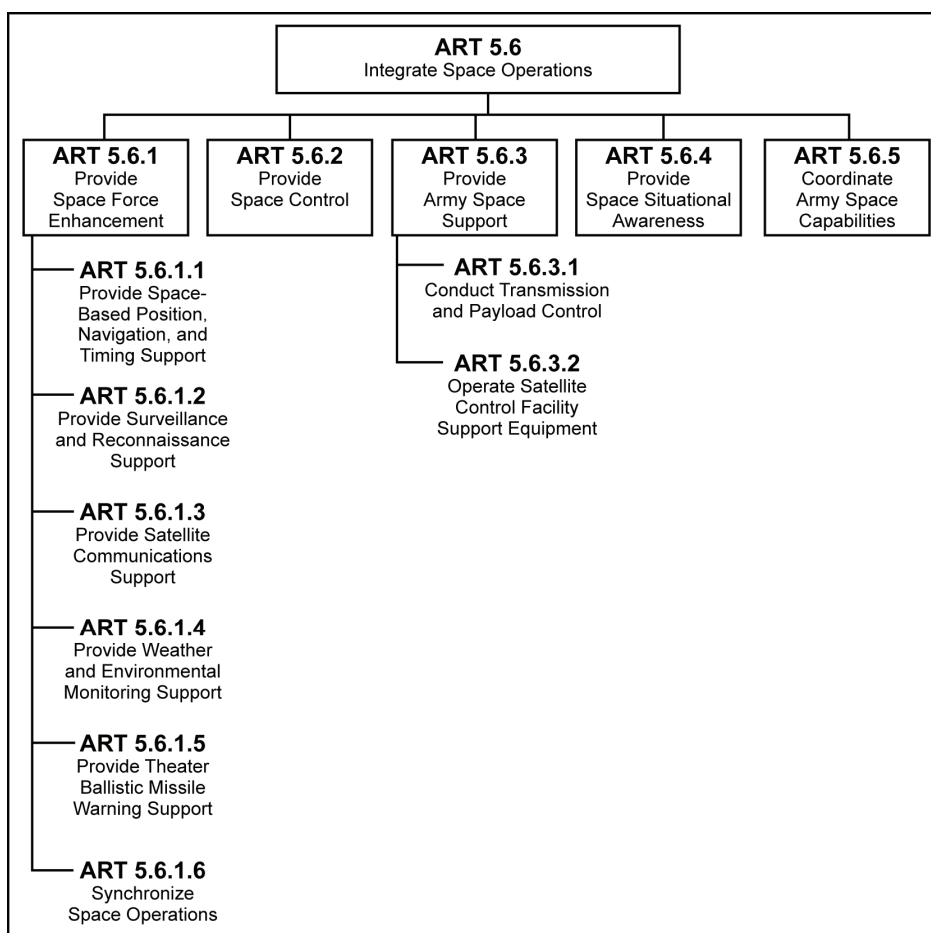 ART 5.6
Integrate Space Operations
ART 5.6.1
Provide
Space Force
Enhancement
ART 5.6.2
Provide
Space Control
ART 5.6.3
Provide
Army Space
Support
ART 5.6.4
Provide
Space Situational
Awareness
ART 5.6.5
Coordinate
Army Space
Capabilities
ART 5.6.1.1
Provide Space-
Based Position,
Navigation, and
Timing Support
ART 5.6.1.2
Provide Surveillance
and Reconnaissance
Support
ART 5.6.1.3
Provide Satellite
Communications
Support
ART 5.6.1.4
Provide Weather
and Environmental
Monitoring Support
ART 5.6.1.5
Provide Theater
Ballistic Missile
Warning Support
ART 5.6.1.6
Synchronize
Space Operations
ART 5.6.3.1
Conduct Transmission
and Payload Control
ART 5.6.3.2
Operate Satellite
Control Facility
Support Equipment